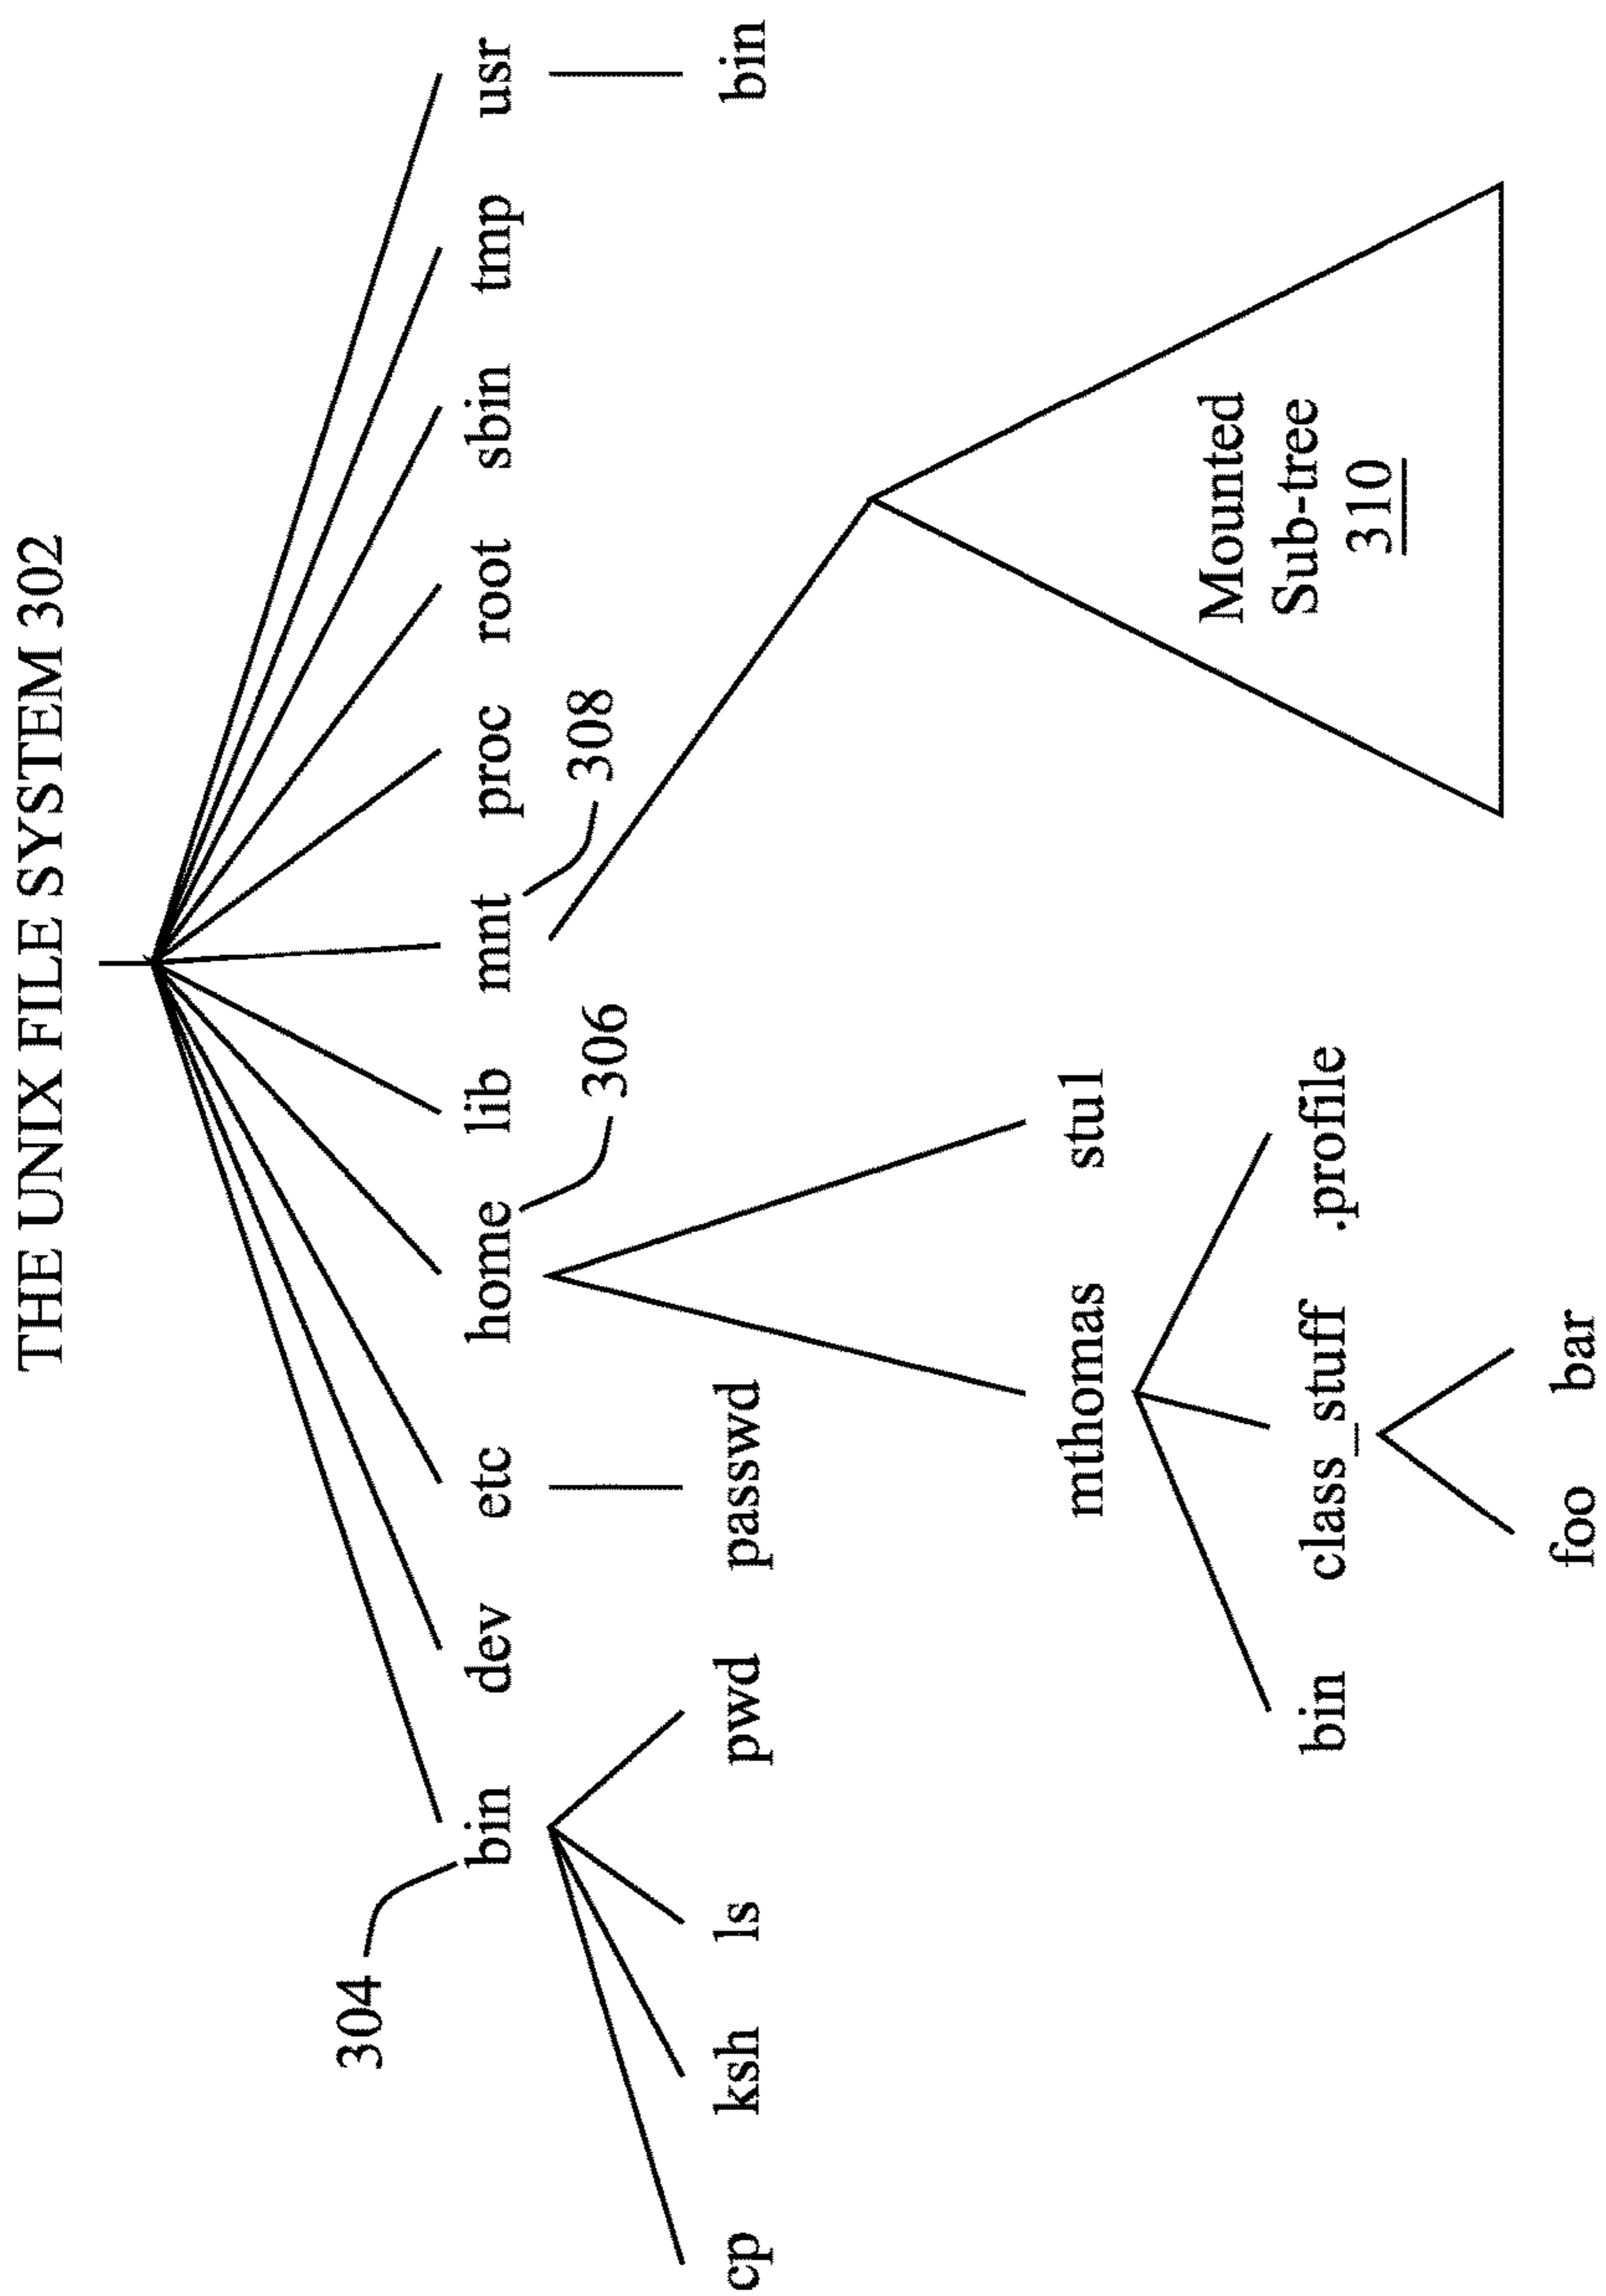 THE UNIX FILE SYSTEM 302
304
bin dev etc home lib mnt proc root sbin tmp usr
306
308
cp ksh ls pwd passwd bin
mthomas stu1
Mounted
Sub-tree
310
bin class_stuff .profile
foo bar